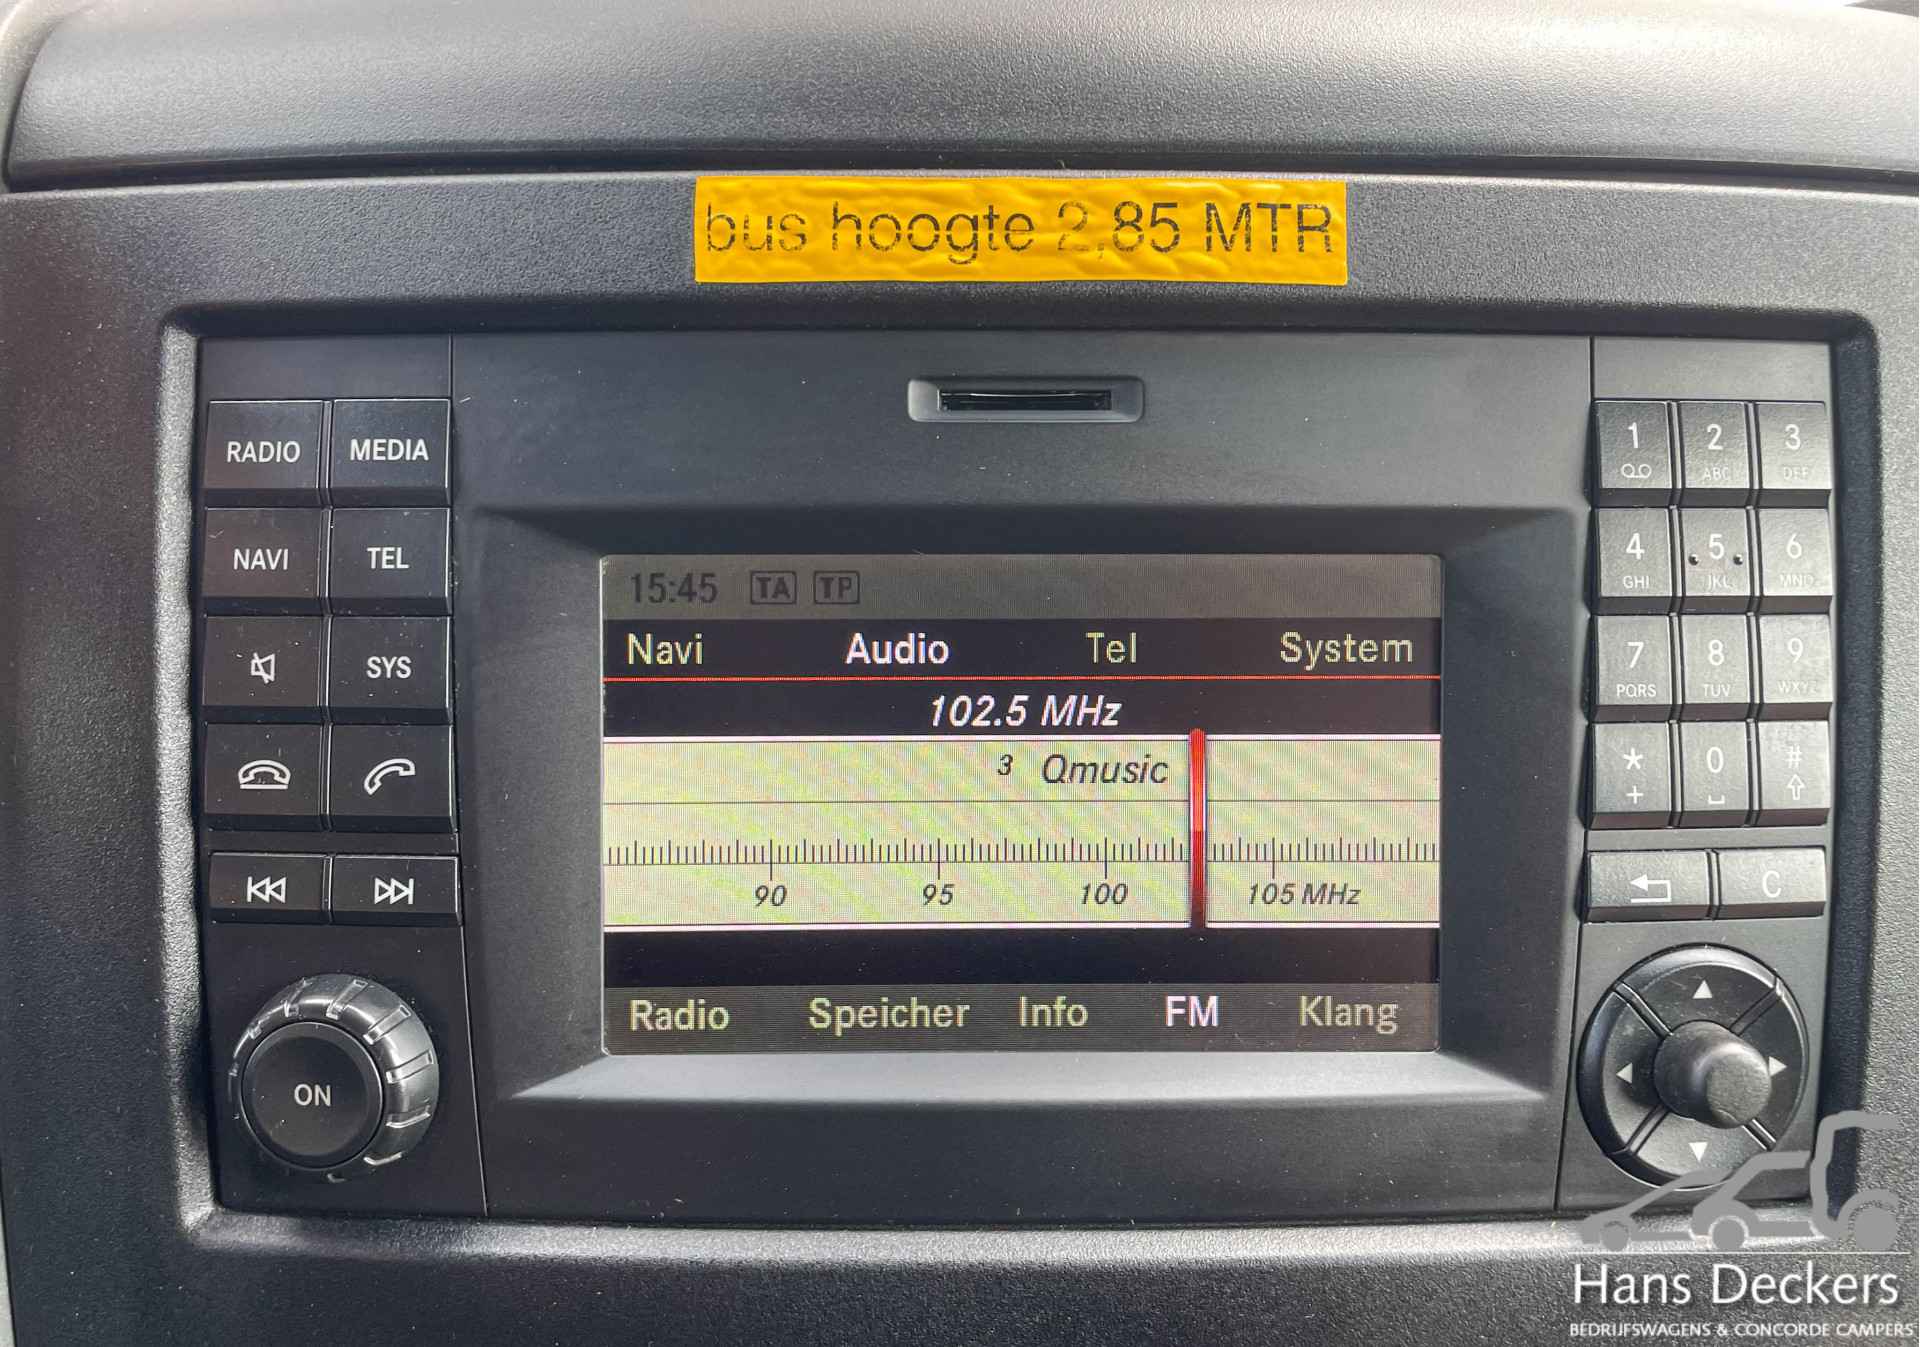 bus hoogte 2,85 MTR
RADIO MEDIA
NAVI TEL
SYS
ON
15:45 TA TP
Navi Audio Tel System
102.5 MHz
3 Qmusic
90 95 100 105 MHz
Radio Speicher Info FM Klang
1 2 3
ABC DEF
4 5 6
GHI JKL MNO
7 8 9
PQRS TUV WXYZ
* 0 #
+
C
Hans Deckers
BEDRIJFSWAGENS & CONCORDE CAMPERS